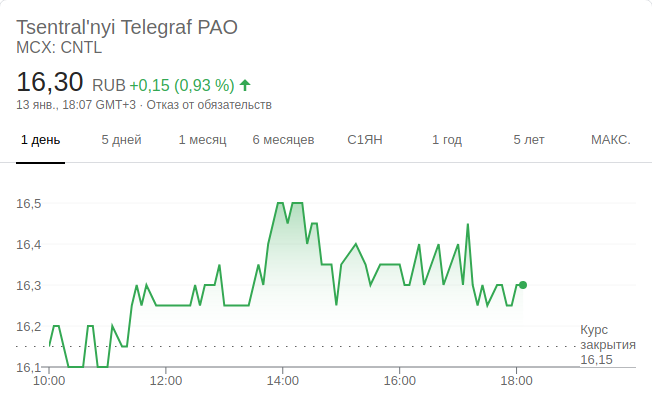 Tsentral'nyi Telegraf PAO
MCX: CNTL
16,30 RUB +0,15 (0,93 %)
13 янв., 18:07 GMT+3 · Отказ от обязательств
1 день 5 дней 1 месяц 6 месяцев С1ЯН 1 год 5 лет МАКС.
16,5
16,4
16,3
16,2
Курс
закрытия
16,15
16,1
10:00 12:00 14:00 16:00 18:00